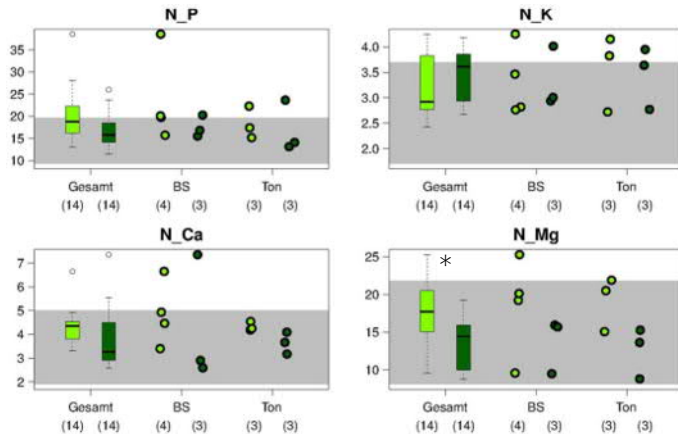 N_P
35
30
25
20
15
10
Gesamt BS Ton
(14) (14) (4) (3) (3) (3)
N_K
4.0
3.5
3.0
2.5
2.0
Gesamt BS Ton
(14) (14) (4) (3) (3) (3)
N_Ca
7
6
5
4
3
2
Gesamt BS Ton
(14) (14) (4) (3) (3) (3)
N_Mg
*
25
20
15
10
Gesamt BS Ton
(14) (14) (4) (3) (3) (3)